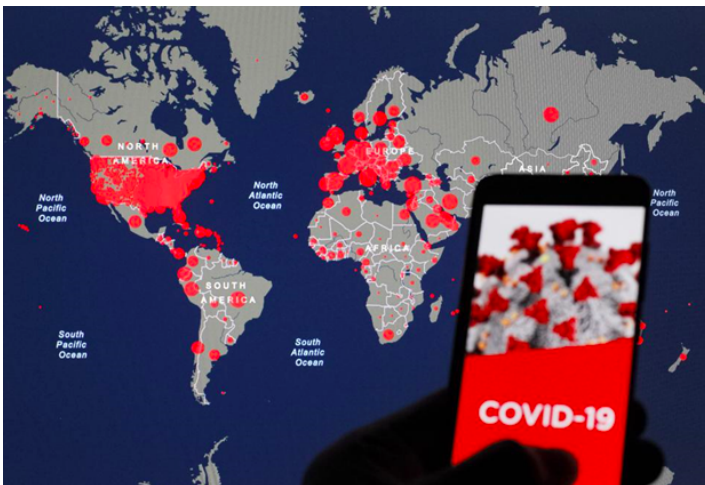 NORTH
AMERICA
EUROPE
ASIA
North
Pacific
Ocean
North
Atlantic
Ocean
North
Pacific
Ocean
AFRICA
SOUTH
AMERICA
South
Pacific
Ocean
South
Atlantic
Ocean
COVID-19